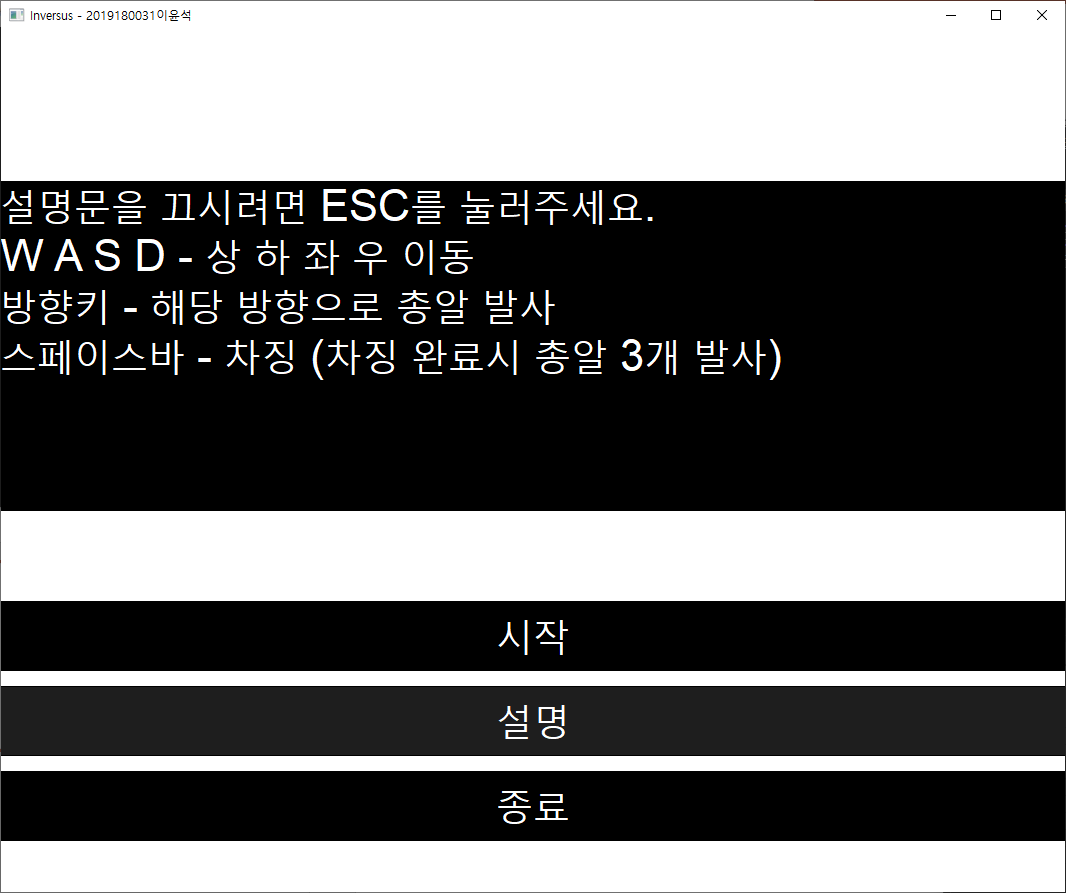 Inversus - 2019180031이윤석
설명문을 끄시려면 ESC를 눌러주세요.
W A S D - 상 하 좌 우 이동
방향키 - 해당 방향으로 총알 발사
스페이스바 - 차징 (차징 완료시 총알 3개 발사)
시작
설명
종료